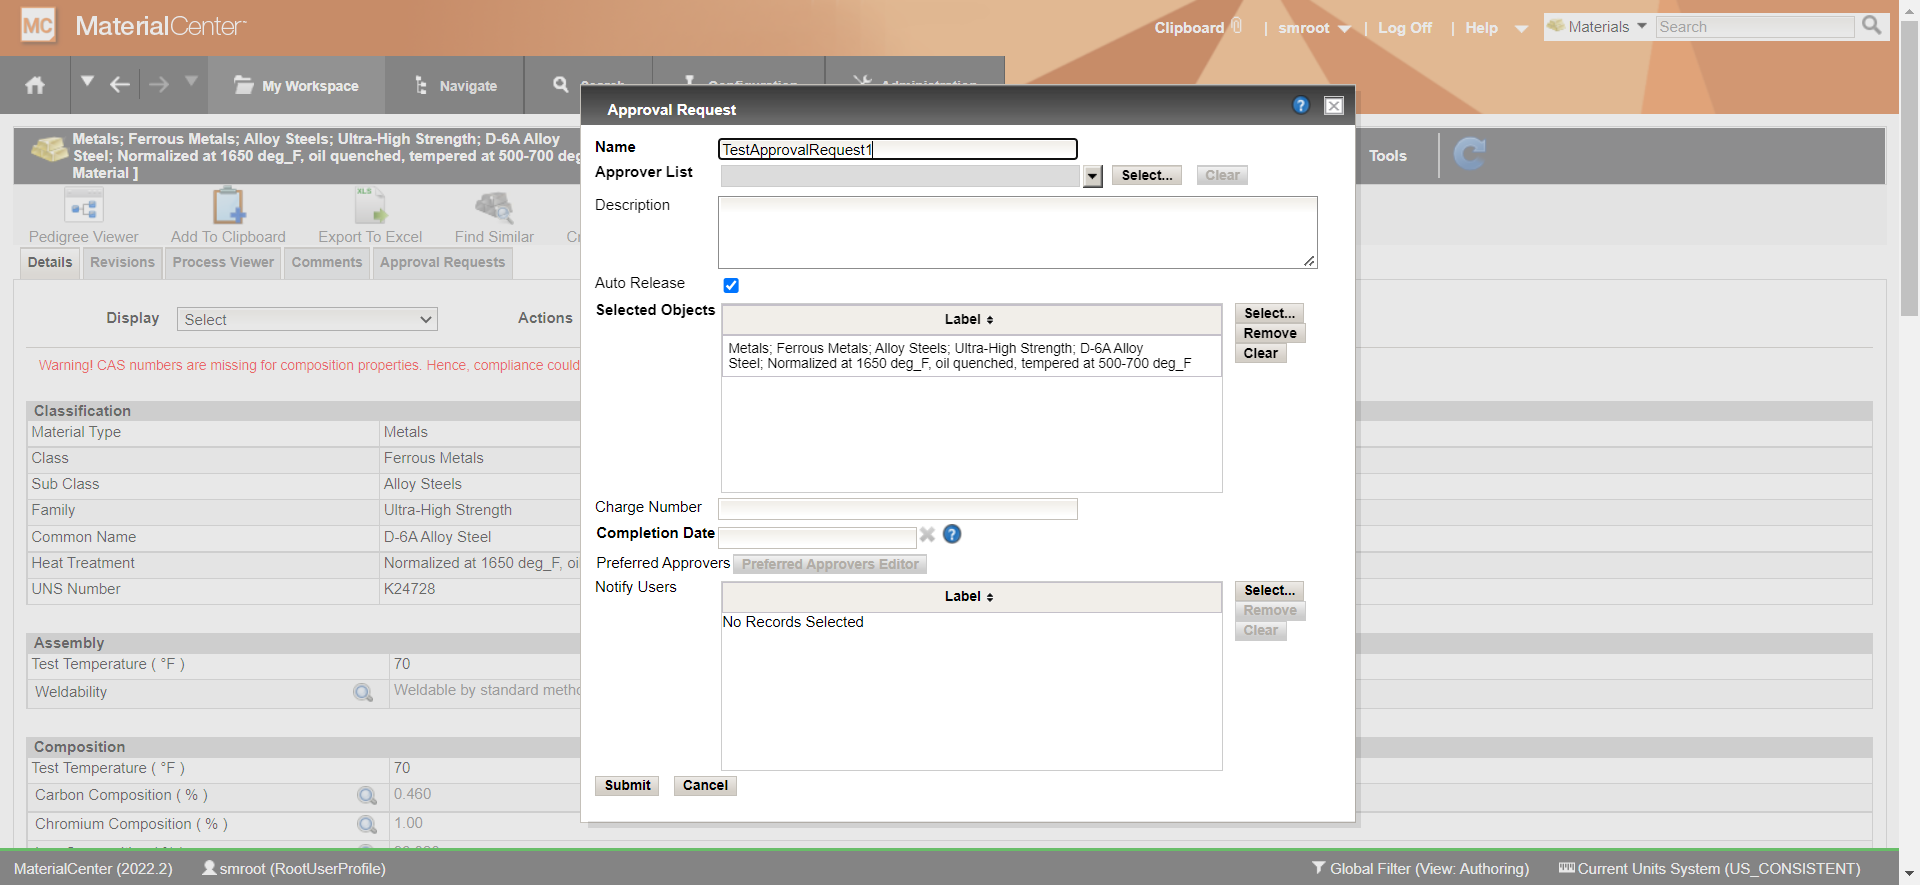 MC MaterialCenter
Clipboard | smroot | Log Off | Help
Materials Search
My Workspace Navigate
Approval Request
Metals; Ferrous Metals; Alloy Steels; Ultra-High Strength; D-6A Alloy
Steel; Normalized at 1650 deg_F, oil quenched, tempered at 500-700 deg
Material ]
Tools
Pedigree Viewer Add To Clipboard Export To Excel Find Similar
XLS
Details Revisions Process Viewer Comments Approval Requests
Display Select Actions
Warning! CAS numbers are missing for composition properties. Hence, compliance could
Classification
Material Type Metals
Class Ferrous Metals
Sub Class Alloy Steels
Family Ultra-High Strength
Common Name D-6A Alloy Steel
Heat Treatment Normalized at 1650 deg_F, oi
UNS Number K24728
Assembly
Test Temperature ( °F ) 70
Weldability Weldable by standard metho
Composition
Test Temperature ( °F ) 70
Carbon Composition ( % ) 0.460
Chromium Composition ( % ) 1.00
Name TestApprovalRequest1
Approver List Select... Clear
Description
Auto Release
Selected Objects Label Select...
Remove
Clear
Metals; Ferrous Metals; Alloy Steels; Ultra-High Strength; D-6A Alloy
Steel; Normalized at 1650 deg_F, oil quenched, tempered at 500-700 deg_F
Charge Number
Completion Date
Preferred Approvers Preferred Approvers Editor
Notify Users Label Select...
Remove
Clear
No Records Selected
Submit Cancel
MaterialCenter (2022.2) smroot (RootUserProfile) Global Filter (View: Authoring) Current Units System (US_CONSISTENT)